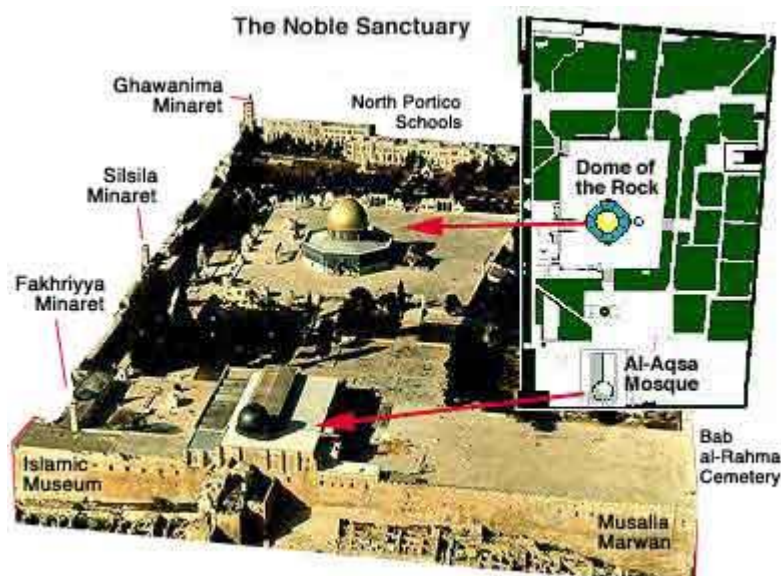 The Noble Sanctuary
Ghawanima
Minaret
North Portico
Schools
Silsila
Minaret
Dome of
the Rock
Fakhriyya
Minaret
Al-Aqsa
Mosque
Islamic
Museum
Bab
al-Rahma
Cemetery
Musalla
Marwan